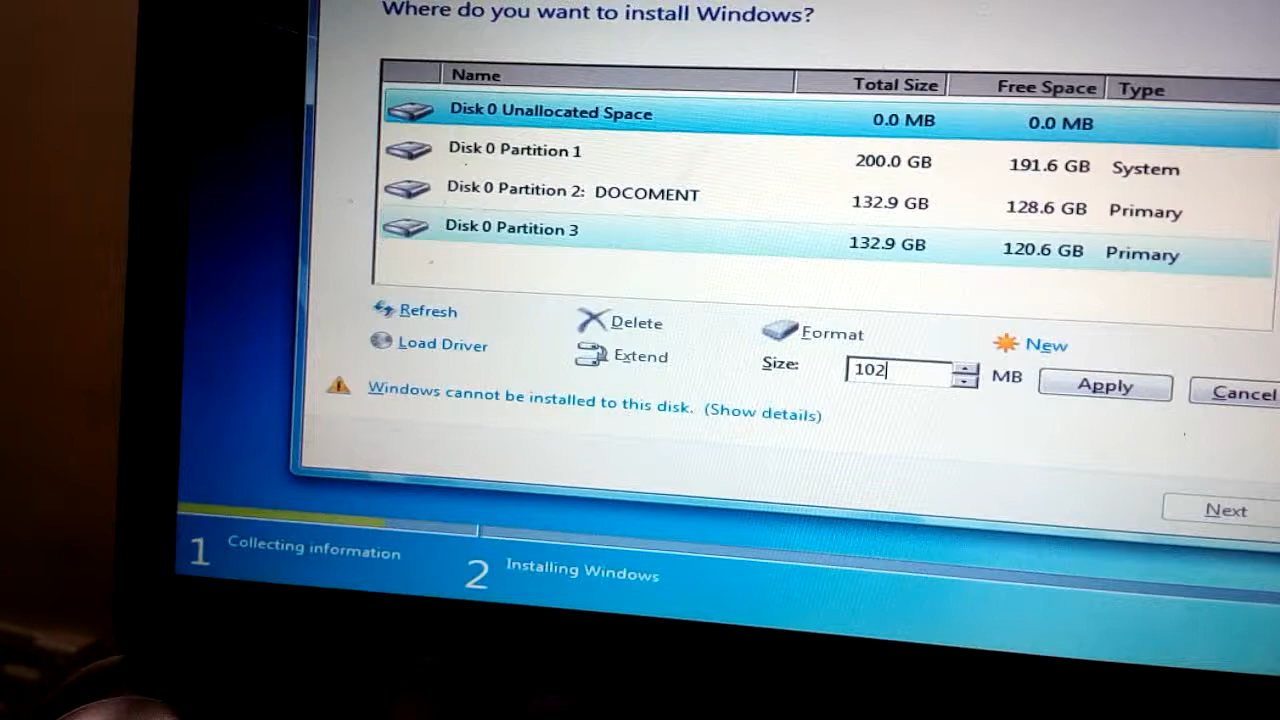 Where do you want to install Windows?
Name Total Size Free Space Type
Disk 0 Unallocated Space 0.0 MB 0.0 MB
Disk 0 Partition 1 200.0 GB 191.6 GB System
Disk 0 Partition 2: DOCOMENT 132.9 GB 128.6 GB Primary
Disk 0 Partition 3 132.9 GB 120.6 GB Primary
Refresh Delete Format New
Load Driver Extend Size: 102 MB Apply Cancel
Windows cannot be installed to this disk. (Show details)
Next
1 Collecting information
2 Installing Windows